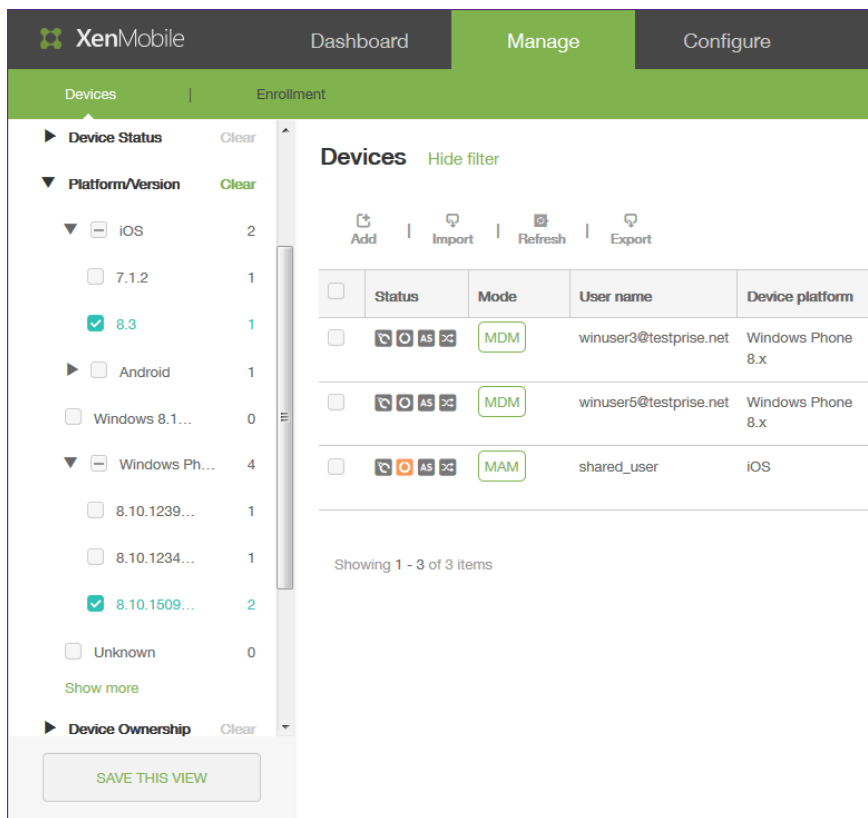 XenMobile Dashboard Manage Configure
Devices | Enrollment
Device Status Clear
Platform/Version Clear
iOS 2
7.1.2 1
8.3 1
Android 1
Windows 8.1... 0
Windows Ph... 4
8.10.1239... 1
8.10.1234... 1
8.10.1509... 2
Unknown 0
Show more
Device Ownership Clear
SAVE THIS VIEW
Devices Hide filter
Add | Import | Refresh | Export
Status Mode User name Device platform
AS MDM winuser3@testprise.net Windows Phone
8.x
AS MDM winuser5@testprise.net Windows Phone
8.x
AS MAM shared_user iOS
Showing 1 - 3 of 3 items